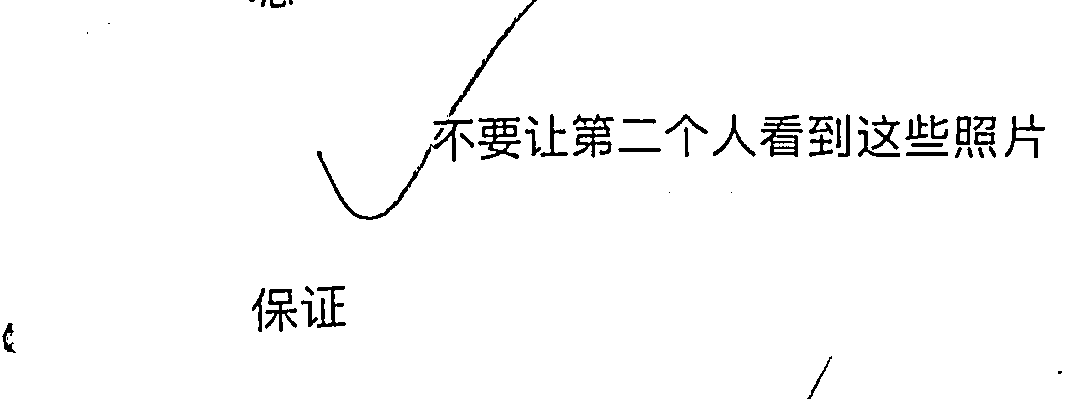 不要让第二个人看到这些照片
保证